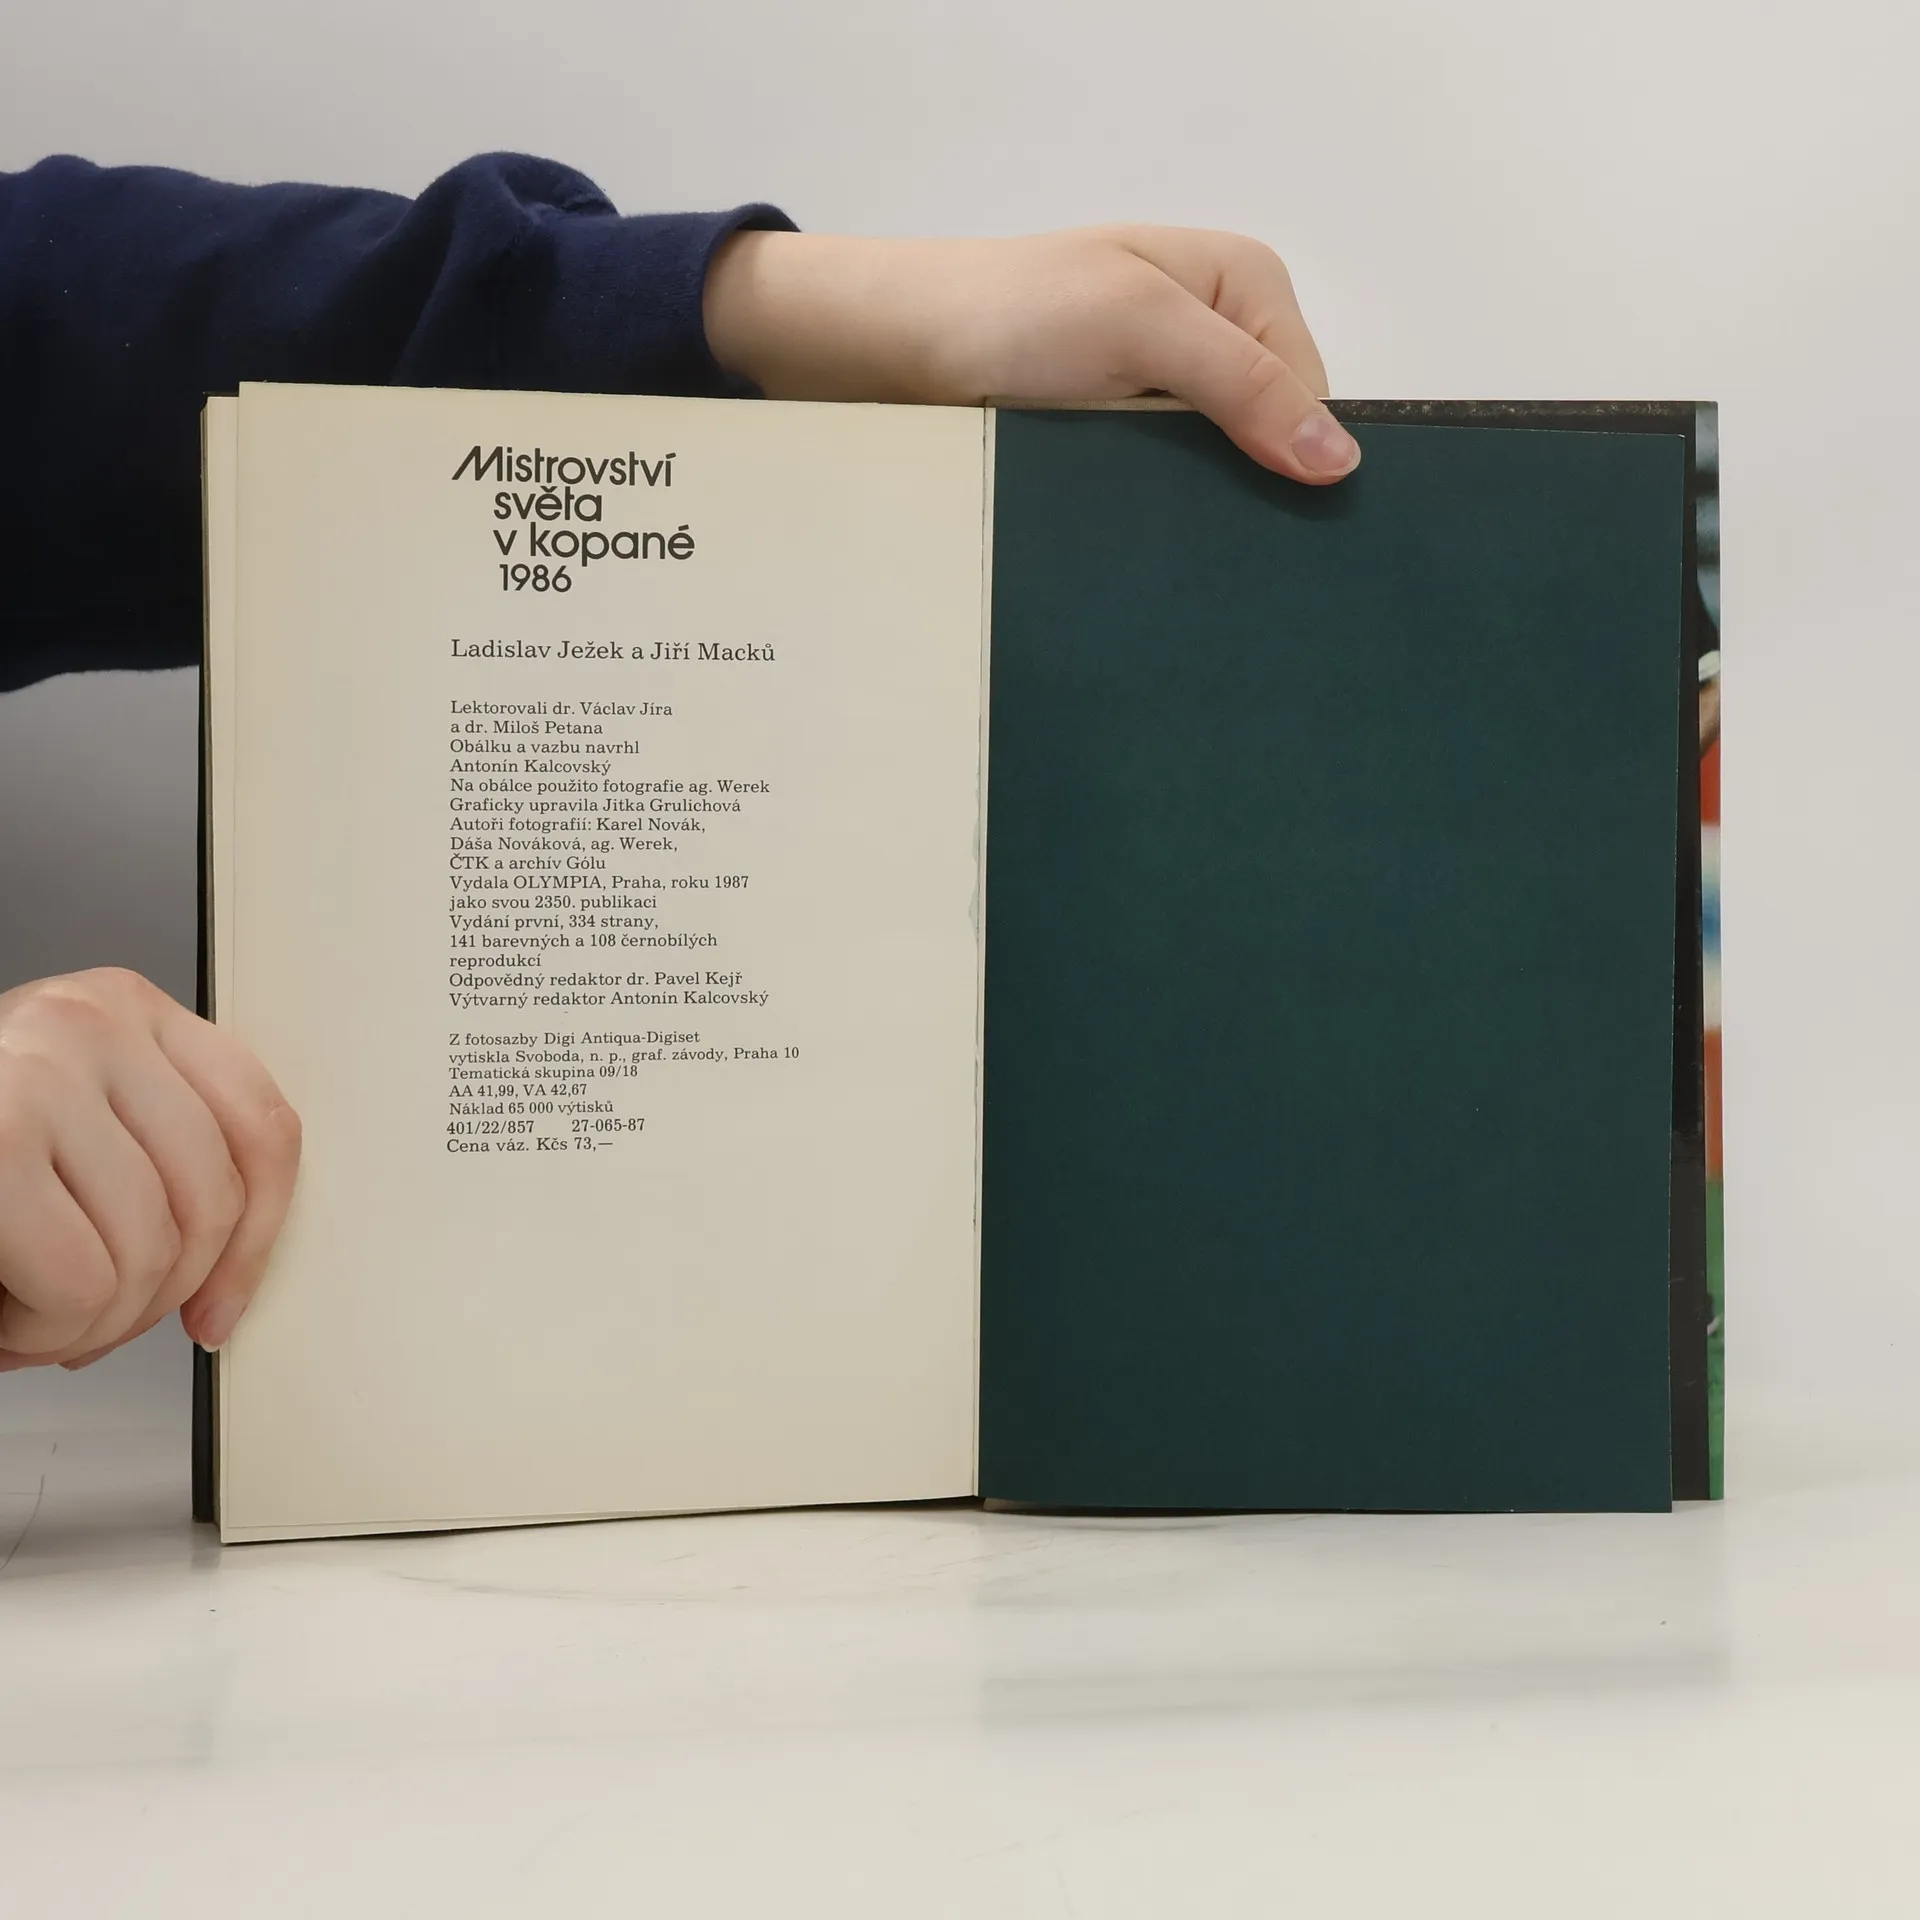 Mistrovství
světa
v kopané
1986
Ladislav Ježek a Jiří Macků
Lektorovali dr. Václav Jíra
a dr. Miloš Petana
Obálku a vazbu navrhl
Antonín Kalcovský
Na obálce použito fotografie ag. Werek
Graficky upravila Jitka Grulichová
Autoři fotografií: Karel Novák,
Dáša Nováková, ag. Werek,
ČTK a archív Gólu
Vydala OLYMPIA, Praha, roku 1987
jako svou 2350. publikaci
Vydání první, 334 strany,
141 barevných a 108 černobílých
reprodukcí
Odpovědný redaktor dr. Pavel Kejř
Výtvarný redaktor Antonín Kalcovský
Z fotosazby Digi Antiqua-Digiset
vytiskla Svoboda, n. p., graf. závody, Praha 10
Tematická skupina 09/18
AA 41,99, VA 42,67
Náklad 65 000 výtisků
401/22/857 27-065-87
Cena váz. Kčs 73,—